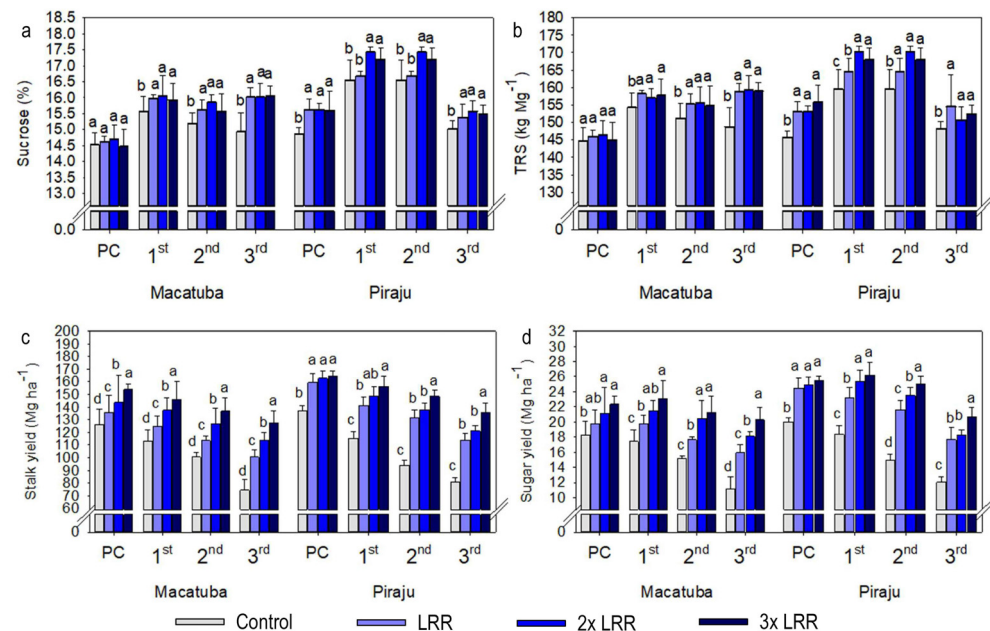 a
Sucrose (%)
18.5
18.0
17.5
17.0
16.5
16.0
15.5
15.0
14.5
14.0
13.5
13.0
0.0
a a a a
b a a a
b a a a
b a a a
b a a a
b b a a
b b a a
b a a a
PC 1st 2nd 3rd PC 1st 2nd 3rd
Macatuba Piraju
b
TRS (kg Mg-1)
180
175
170
165
160
155
150
145
140
135
130
0
a a a a
b a a a
b a a a
b a a a
b a a a
c b a a
c b a a
b a a a
PC 1st 2nd 3rd PC 1st 2nd 3rd
Macatuba Piraju
c
Stalk yield (Mg ha-1)
200
190
180
170
160
150
140
130
120
110
100
90
80
70
60
0
d c b a
d c b a
d c b a
d c b a
b a a a
c b ab a
c b b a
c b b a
PC 1st 2nd 3rd PC 1st 2nd 3rd
Macatuba Piraju
d
Sugar yield (Mg ha-1)
32
30
28
26
24
22
20
18
16
14
12
10
0
b ab a a
c b ab a
c b a a
d c b a
b a a a
c b a a
d c b a
c b b a
PC 1st 2nd 3rd PC 1st 2nd 3rd
Macatuba Piraju
Control LRR 2x LRR 3x LRR